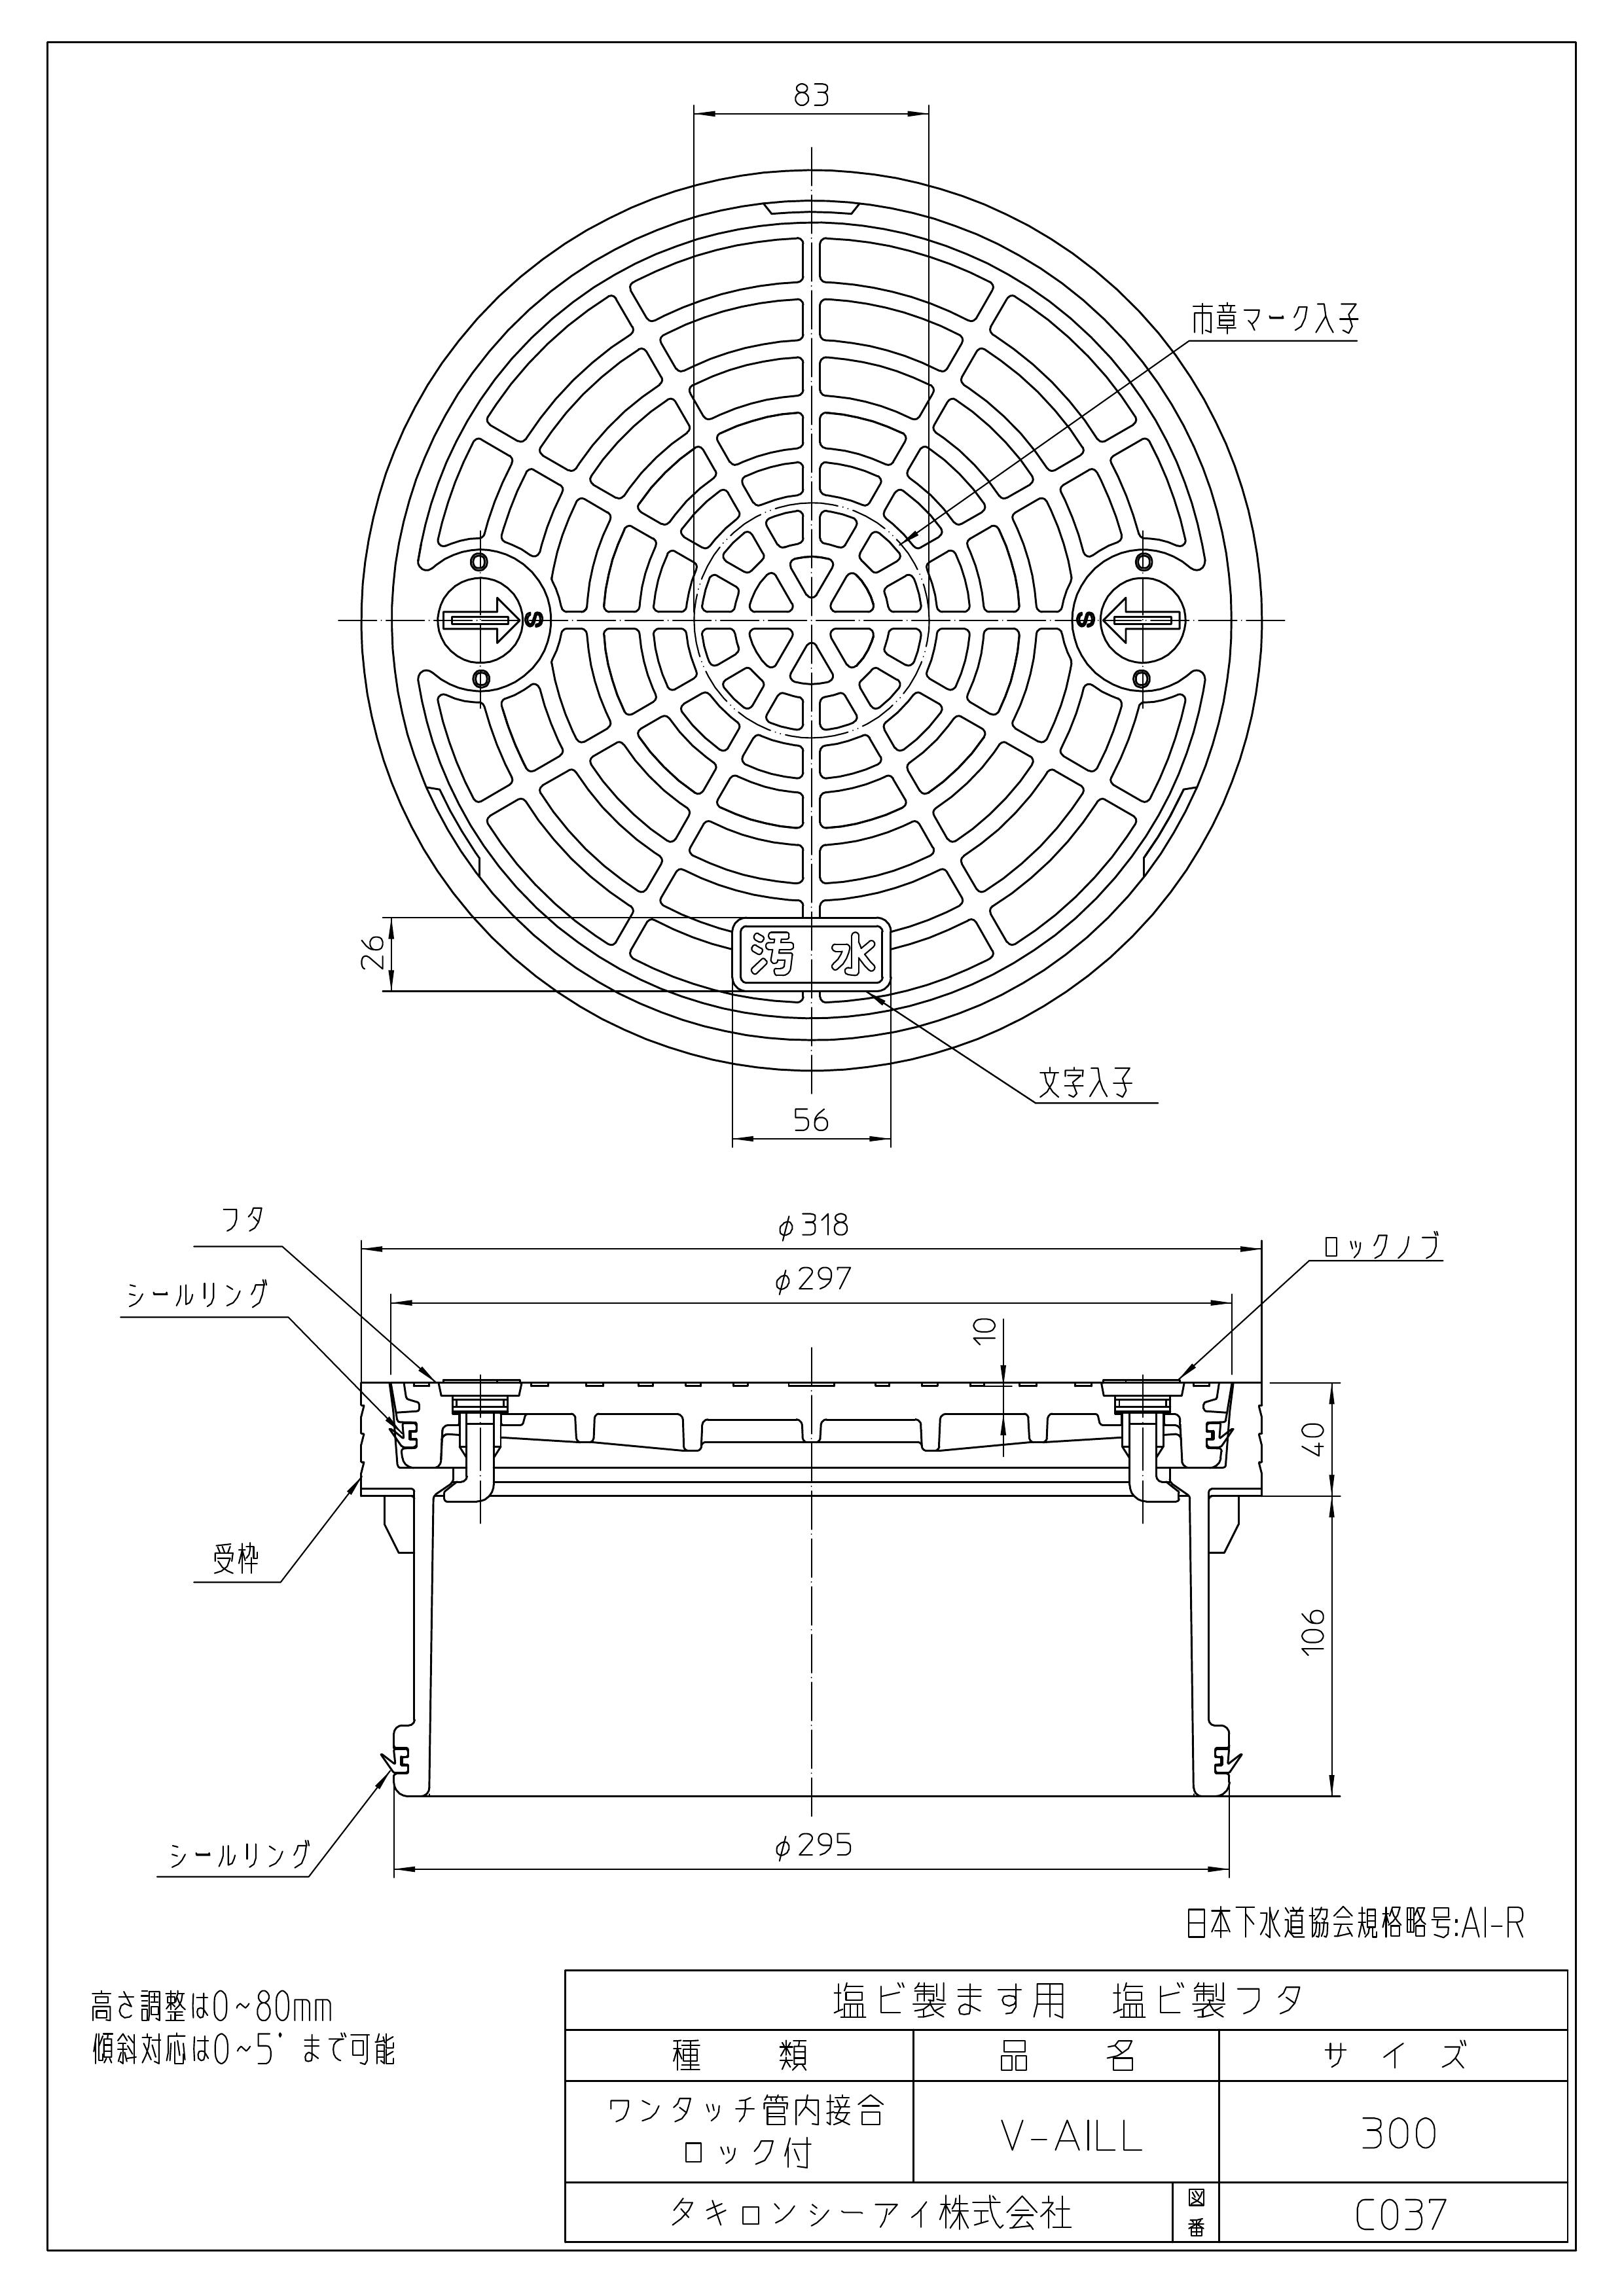 83
市章マーク入子
O
O
S
S
O
O
26
汚 水
文字入子
56
フタ
φ318
ロックノブ
シールリング
φ297
10
40
受枠
106
φ295
シールリング
日本下水道協会規格略号:AI-R
高さ調整は0~80mm
傾斜対応は0~5°まで可能
塩ビ製ます用 塩ビ製フタ
種 類 品 名 サ イ ズ
ワンタッチ管内接合
ロック付
V-AILL
300
タキロンシーアイ株式会社
図番
C037